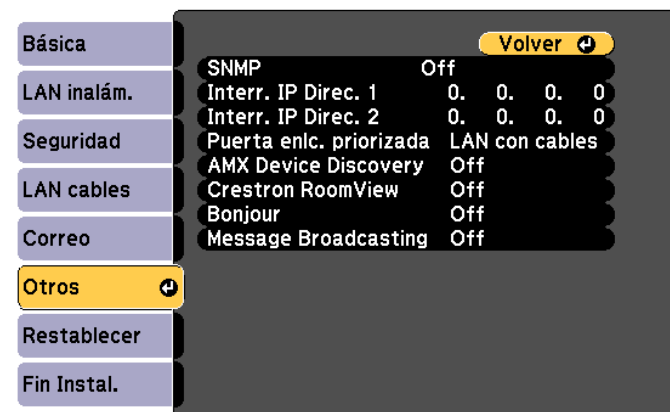 Básica
LAN inalám.
Seguridad
LAN cables
Correo
Otros
Restablecer
Fin Instal.
Volver
SNMP Off
Interr. IP Direc. 1 0. 0. 0. 0
Interr. IP Direc. 2 0. 0. 0. 0
Puerta enlc. priorizada LAN con cables
AMX Device Discovery Off
Crestron RoomView Off
Bonjour Off
Message Broadcasting Off